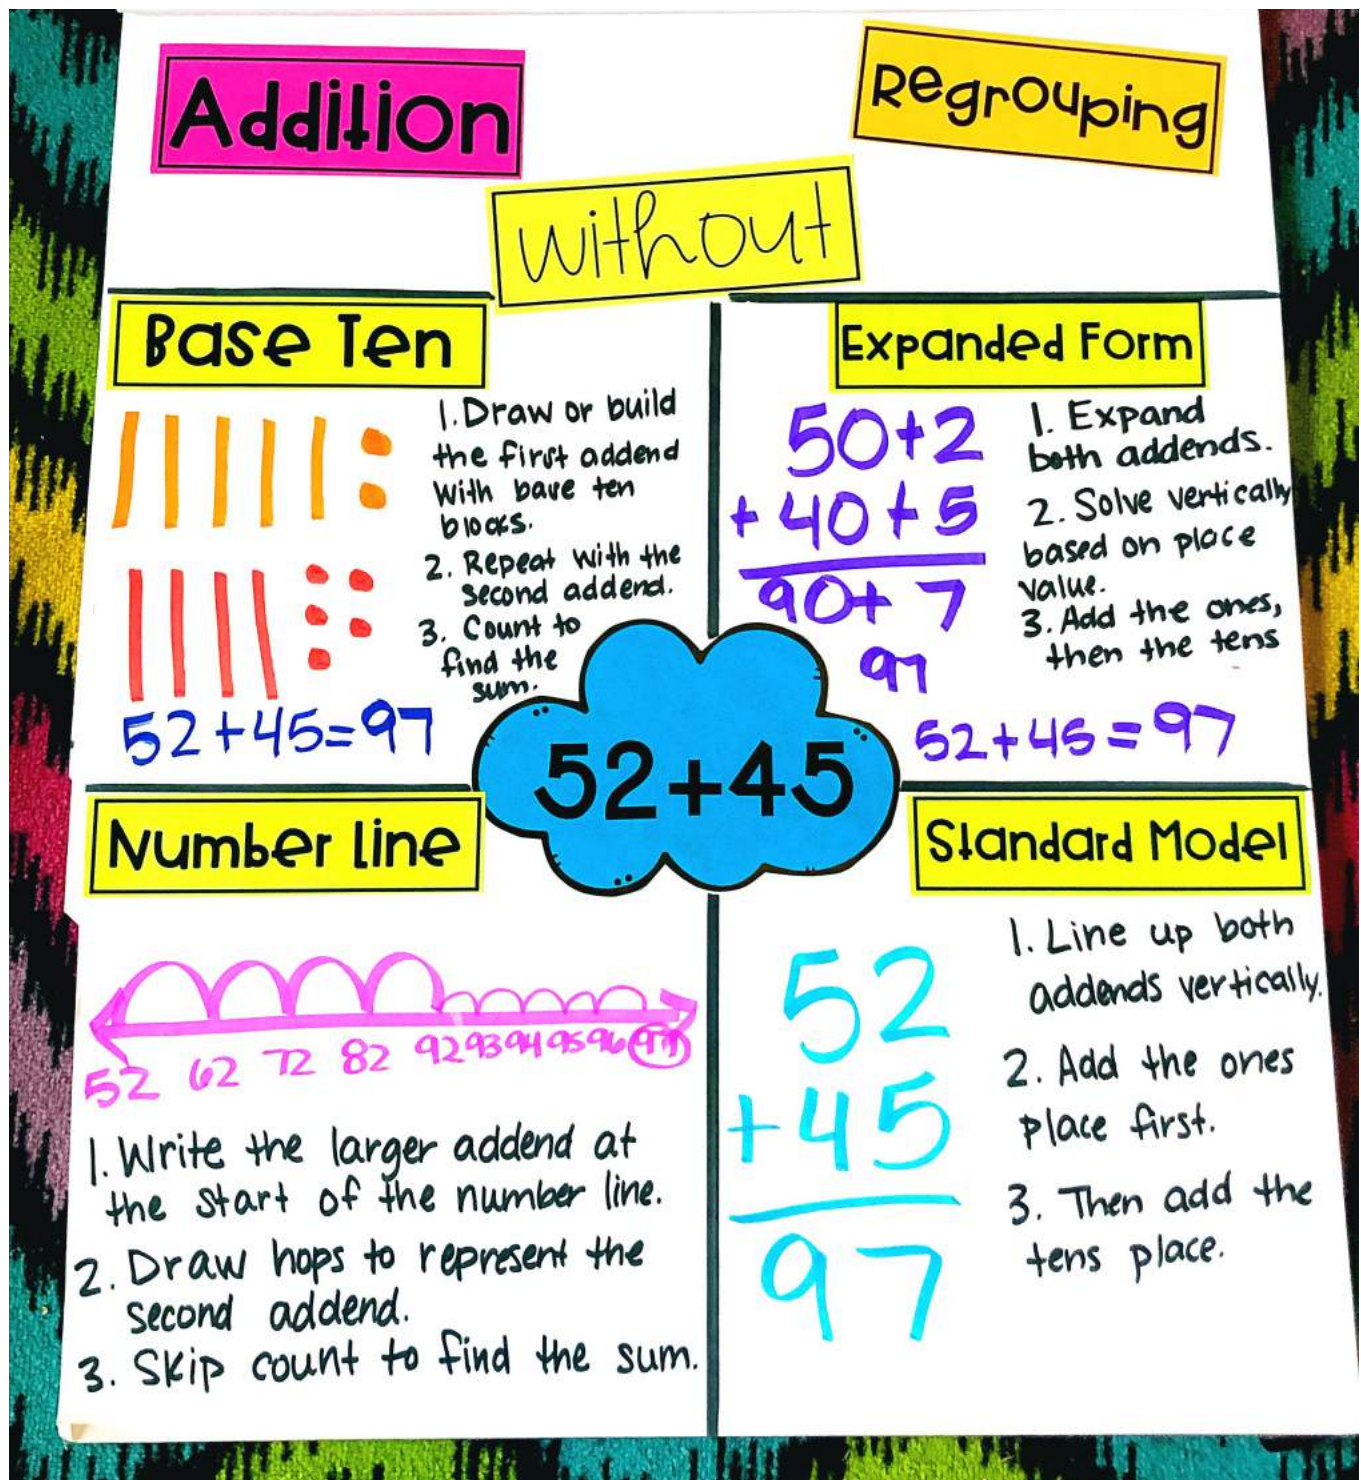 Addition
Regrouping
without
Base Ten
1. Draw or build
the first addend
with base ten
blocks.
2. Repeat with the
second addend.
3. Count to
find the
sum.
52+45=97
Expanded Form
50+2
+40+5
90+7
97
1. Expand
both addends.
2. Solve vertically
based on place
value.
3. Add the ones,
then the tens
52+45=97
52+45
Number line
52 62 72 82 92 93 94 95 96 97
1. Write the larger addend at
the start of the number line.
2. Draw hops to represent the
second addend.
3. Skip count to find the sum.
Standard Model
52
+45
97
1. Line up both
addends vertically.
2. Add the ones
place first.
3. Then add the
tens place.